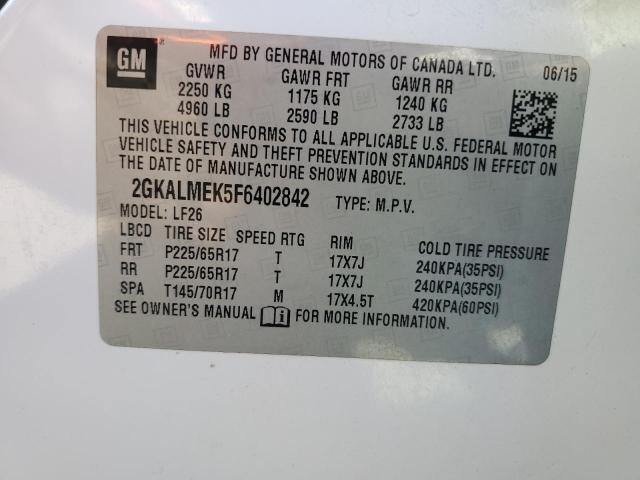 GM
MFD BY GENERAL MOTORS OF CANADA LTD. 06/15
GVWR GAWR FRT GAWR RR
2250 KG 1175 KG 1240 KG
4960 LB 2590 LB 2733 LB
THIS VEHICLE CONFORMS TO ALL APPLICABLE U.S. FEDERAL MOTOR
VEHICLE SAFETY AND THEFT PREVENTION STANDARDS IN EFFECT ON
THE DATE OF MANUFACTURE SHOWN ABOVE.
2GKALMEK5F6402842 TYPE: M.P.V.
MODEL: LF26
LBCD TIRE SIZE SPEED RTG RIM COLD TIRE PRESSURE
FRT P225/65R17 T 17X7J 240KPA(35PSI)
RR P225/65R17 T 17X7J 240KPA(35PSI)
SPA T145/70R17 M 17X4.5T 420KPA(60PSI)
SEE OWNER'S MANUAL FOR MORE INFORMATION.